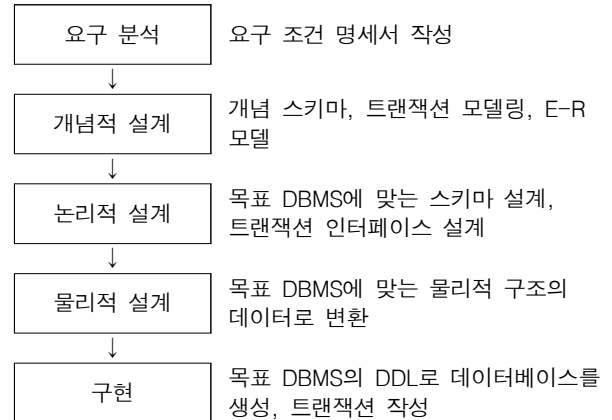 요구 분석
요구 조건 명세서 작성
↓
개념적 설계
개념 스키마, 트랜잭션 모델링, E-R
모델
↓
논리적 설계
목표 DBMS에 맞는 스키마 설계,
트랜잭션 인터페이스 설계
↓
물리적 설계
목표 DBMS에 맞는 물리적 구조의
데이터로 변환
↓
구현
목표 DBMS의 DDL로 데이터베이스를
생성, 트랜잭션 작성